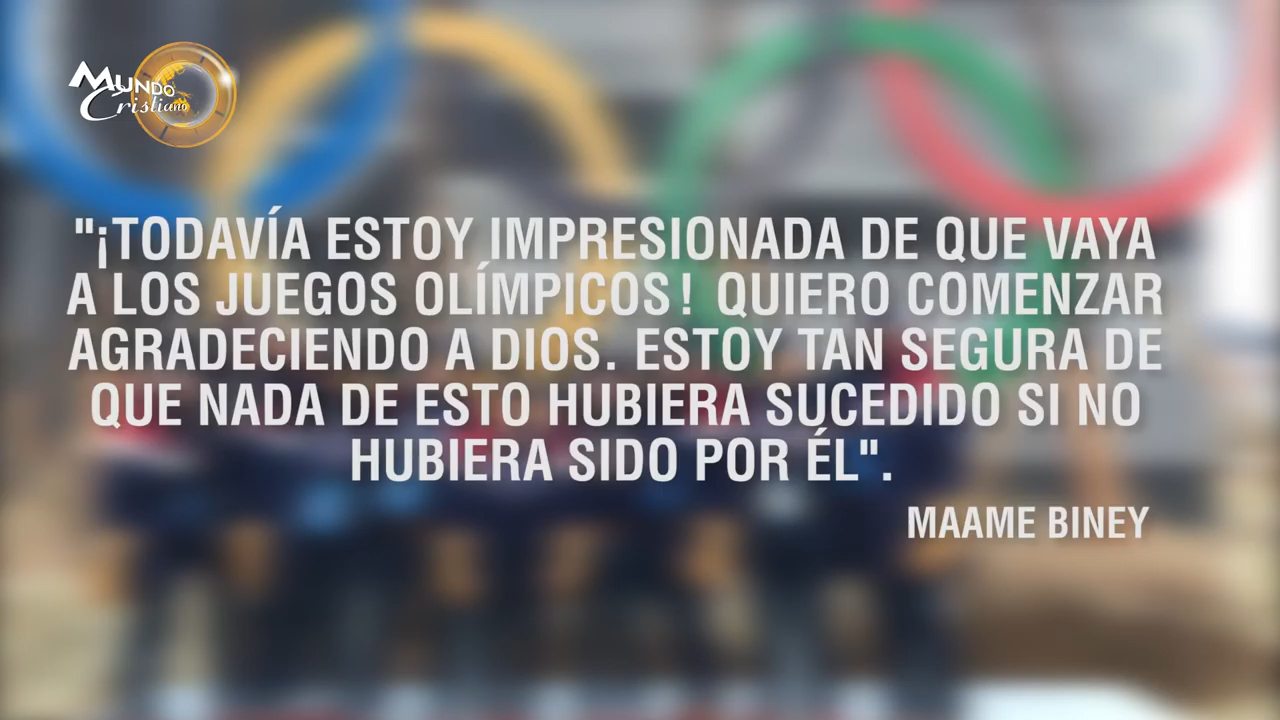 MUNDO
Cristiano
"¡TODAVÍA ESTOY IMPRESIONADA DE QUE VAYA
A LOS JUEGOS OLÍMPICOS! QUIERO COMENZAR
AGRADECIENDO A DIOS. ESTOY TAN SEGURA DE
QUE NADA DE ESTO HUBIERA SUCEDIDO SI NO
HUBIERA SIDO POR ÉL".
MAAME BINEY